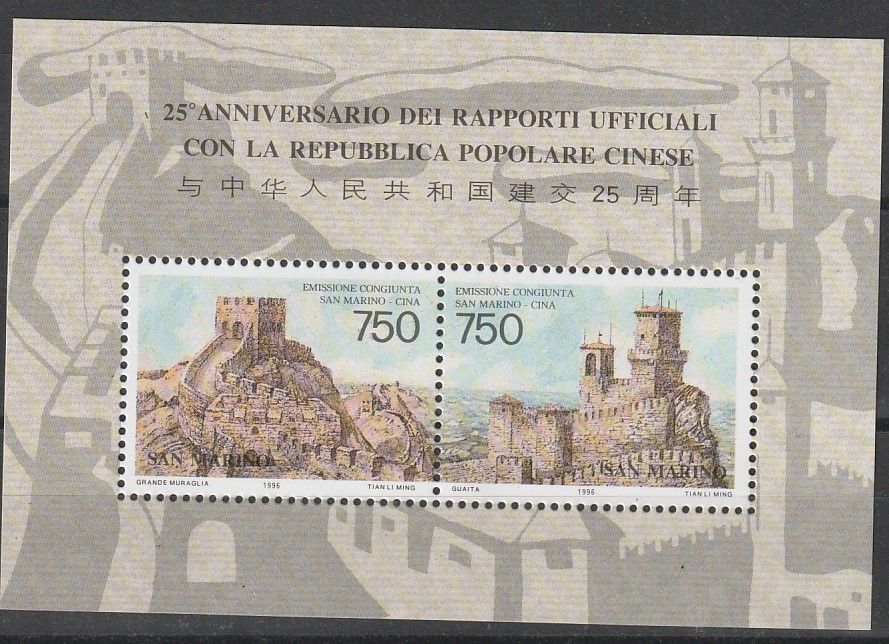 25° ANNIVERSARIO DEI RAPPORTI UFFICIALI
CON LA REPUBBLICA POPOLARE CINESE
与中华人民共和国建交25周年
EMISSIONE CONGIUNTA
SAN MARINO - CINA
750
SAN MARINO
GRANDE MURAGLIA 1996 TIAN LI MING
EMISSIONE CONGIUNTA
SAN MARINO - CINA
750
SAN MARINO
GUAITA 1996 TIAN LI MING